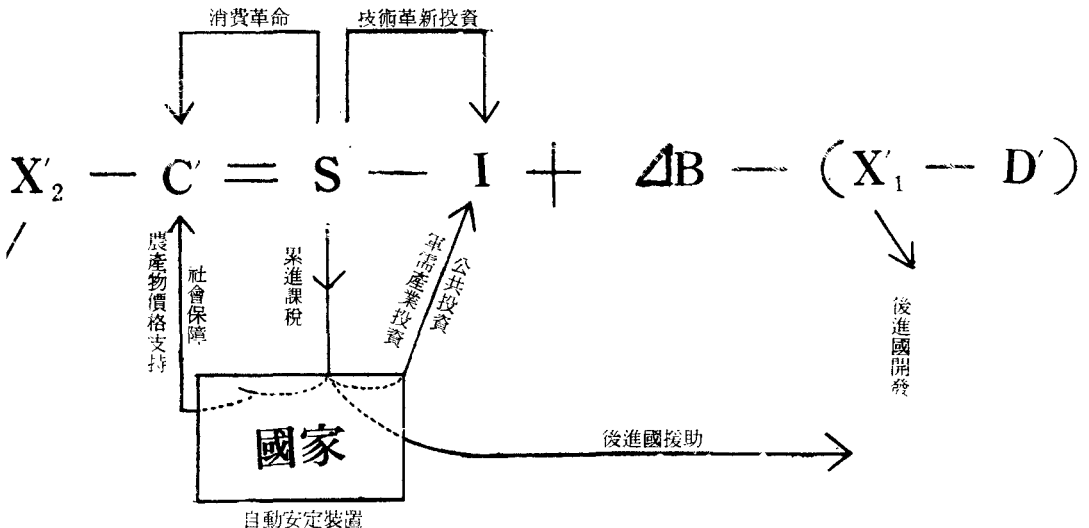 消費革命
技術革新投資
X′₂ — C′ = S — I + ΔB — (X′₁ — D′)
農產物價格支持
社會保障
累進課稅
軍需產業投資
公共投資
後進國開發
國家
後進國援助
自動安定裝置